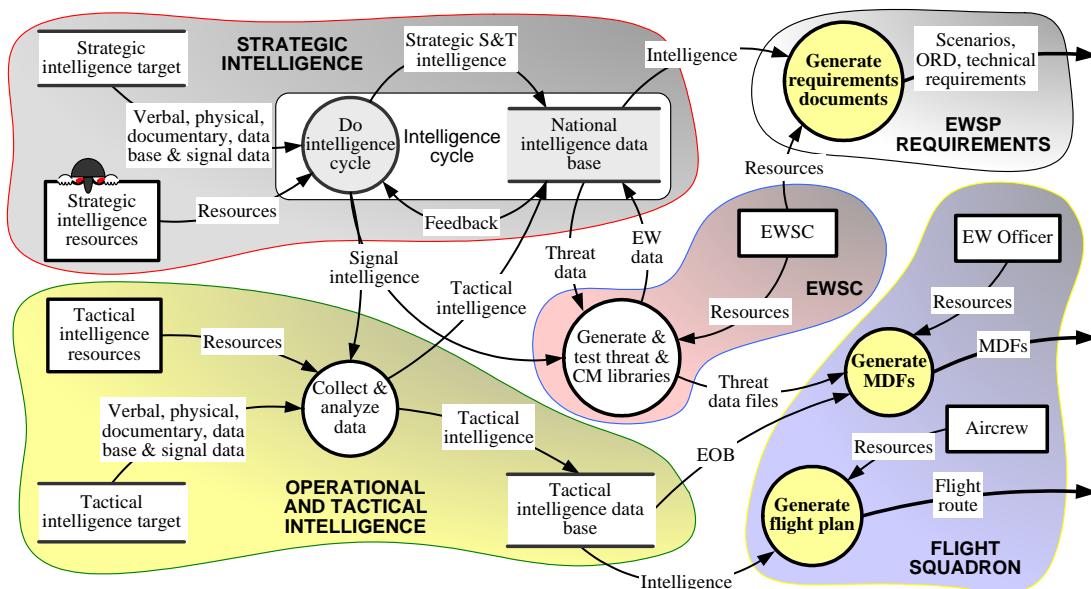 STRATEGIC
INTELLIGENCE
Strategic
intelligence target
Verbal, physical,
documentary, data
base & signal data
Strategic
intelligence
resources
Resources
Do
intelligence
cycle
Strategic S&T
intelligence
Intelligence
cycle
National
intelligence data
base
Feedback
Intelligence
Generate
requirements
documents
Scenarios,
ORD, technical
requirements
EWSP
REQUIREMENTS
Resources
Signal
intelligence
Tactical
intelligence
Threat
data
EW
data
EWSC
EWSC
Resources
Generate &
test threat &
CM libraries
Threat
data files
EW Officer
Resources
Generate
MDFs
MDFs
Tactical
intelligence
resources
Resources
Collect &
analyze
data
Verbal, physical,
documentary, data
base & signal data
Tactical
intelligence target
OPERATIONAL
AND TACTICAL
INTELLIGENCE
Tactical
intelligence
Tactical
intelligence data
base
EOB
Intelligence
Aircrew
Resources
Generate
flight plan
Flight
route
FLIGHT
SQUADRON